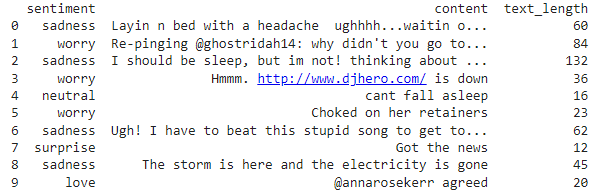 sentiment content text_length
0 sadness Layin n bed with a headache ughhhh...waitin o... 60
1 worry Re-pinging @ghostridah14: why didn't you go to... 84
2 sadness I should be sleep, but im not! thinking about ... 132
3 worry Hmmm. http://www.djhero.com/ is down 36
4 neutral cant fall asleep 16
5 worry Choked on her retainers 23
6 sadness Ugh! I have to beat this stupid song to get to... 62
7 surprise Got the news 12
8 sadness The storm is here and the electricity is gone 45
9 love @annarosekerr agreed 20